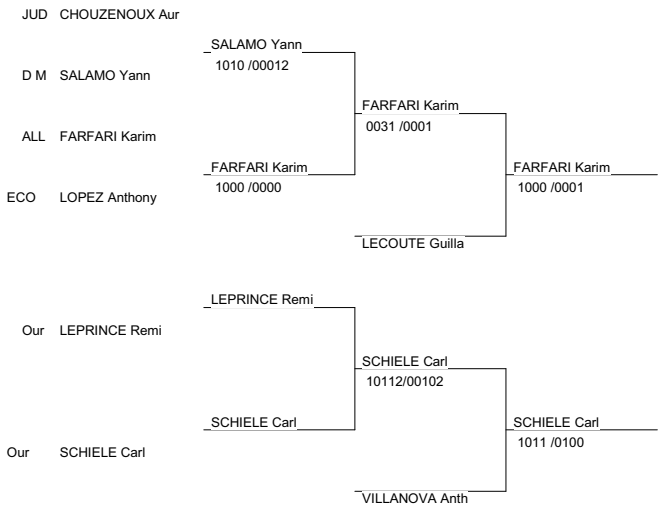 JUD CHOUZENOUX Aur
SALAMO Yann
1010 /00012
D M SALAMO Yann
FARFARI Karim
0031 /0001
ALL FARFARI Karim
FARFARI Karim
1000 /0000
FARFARI Karim
1000 /0001
ECO LOPEZ Anthony
LECOUTE Guilla
LEPRINCE Remi
Our LEPRINCE Remi
SCHIELE Carl
10112/00102
SCHIELE Carl
SCHIELE Carl
1011 /0100
Our SCHIELE Carl
VILLANOVA Anth